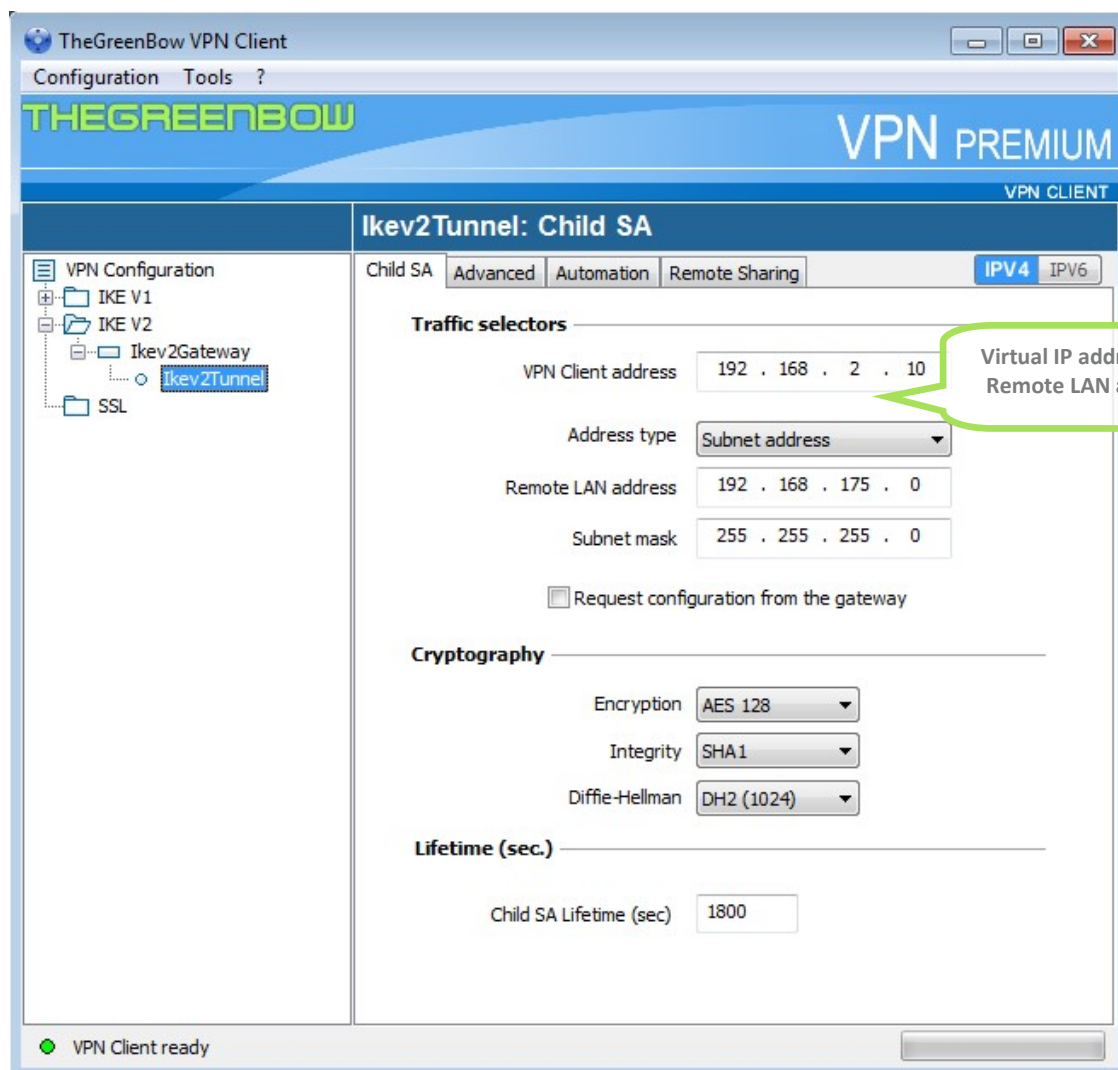 TheGreenBow VPN Client
Configuration Tools ?
THEGREENBOW
VPN PREMIUM
VPN CLIENT
Ikev2Tunnel: Child SA
VPN Configuration
IKE V1
IKE V2
Ikev2Gateway
Ikev2Tunnel
SSL
Child SA Advanced Automation Remote Sharing IPV4 IPV6
Traffic selectors
VPN Client address 192 . 168 . 2 . 10
Virtual IP
Remote LAN
Address type Subnet address
Remote LAN address 192 . 168 . 175 . 0
Subnet mask 255 . 255 . 255 . 0
Request configuration from the gateway
Cryptography
Encryption AES 128
Integrity SHA1
Diffie-Hellman DH2 (1024)
Lifetime (sec.)
Child SA Lifetime (sec) 1800
VPN Client ready